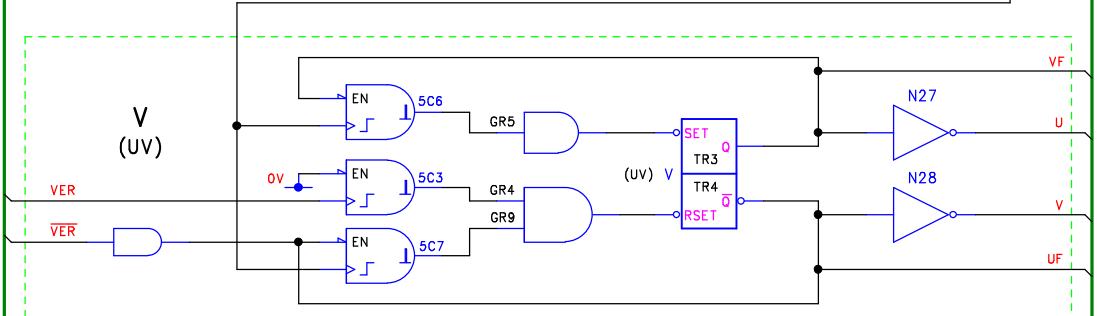 VF
N27
EN
5C6
V
(UV)
GR5
SET
Q
TR3
U
0V
EN
5C3
(UV) V
TR4
Q̅
N28
VER
GR4
GR9
RSET
V
V̅E̅R̅
EN
5C7
UF